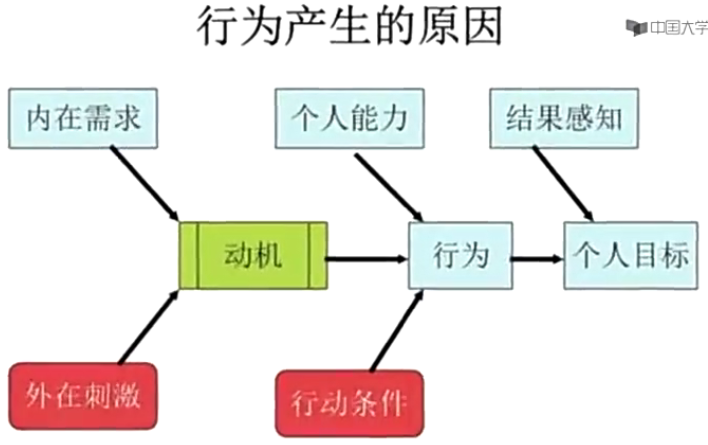 行为产生的原因
中国大学
内在需求
个人能力
结果感知
动机
行为
个人目标
外在刺激
行动条件